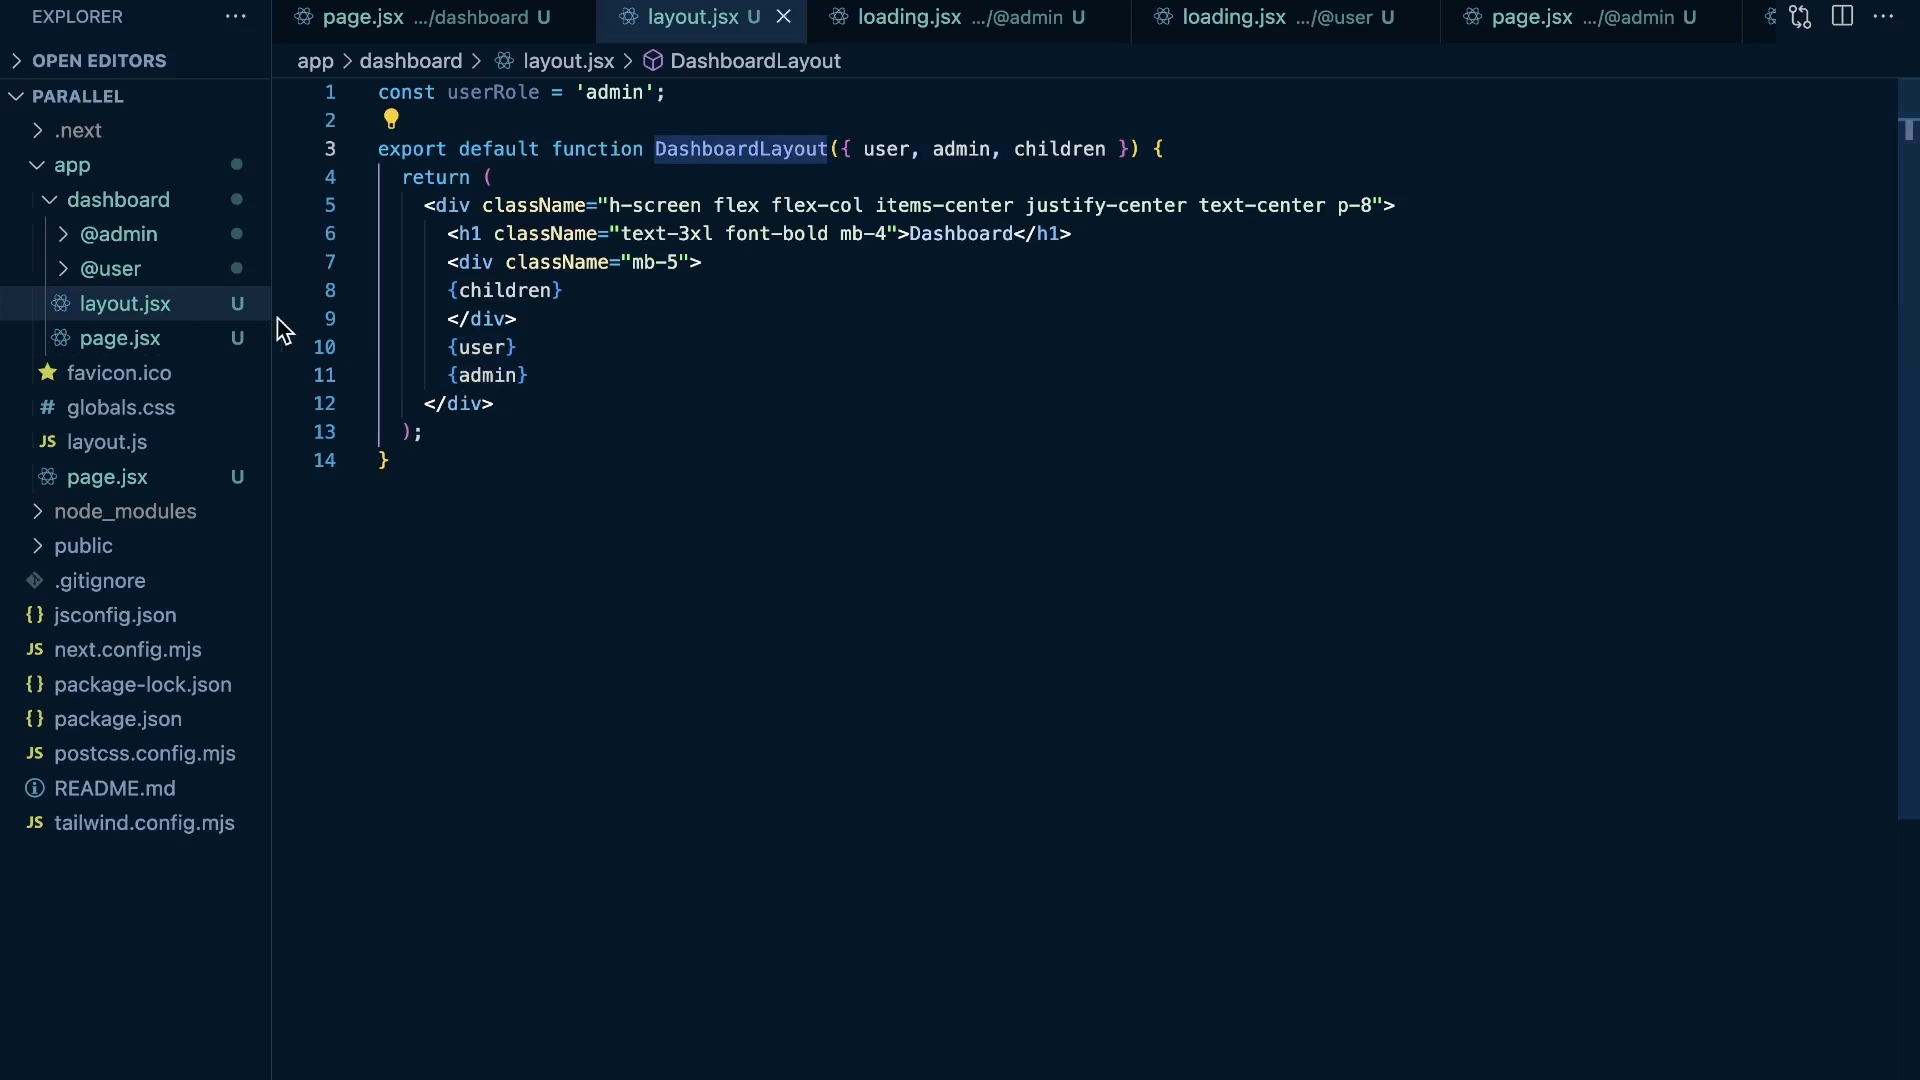 EXPLORER
OPEN EDITORS
PARALLEL
.next
app
dashboard
@admin
@user
layout.jsx U
page.jsx U
favicon.ico
# globals.css
JS layout.js
page.jsx U
node_modules
public
.gitignore
{} jsconfig.json
JS next.config.mjs
{} package-lock.json
{} package.json
JS postcss.config.mjs
README.md
JS tailwind.config.mjs
page.jsx .../dashboard U
layout.jsx U
loading.jsx .../@admin U
loading.jsx .../@user U
page.jsx .../@admin U
app > dashboard > layout.jsx > DashboardLayout
1 const userRole = 'admin';
2
3 export default function DashboardLayout({ user, admin, children }) {
4 return (
5 <div className="h-screen flex flex-col items-center justify-center text-center p-8">
6 <h1 className="text-3xl font-bold mb-4">Dashboard</h1>
7 <div className="mb-5">
8 {children}
9 </div>
10 {user}
11 {admin}
12 </div>
13 );
14 }